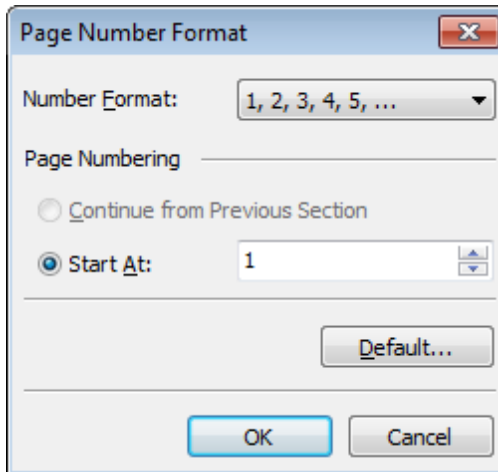 Page Number Format
Number Format: 1, 2, 3, 4, 5, ...
Page Numbering
Continue from Previous Section
Start At: 1
Default...
OK Cancel